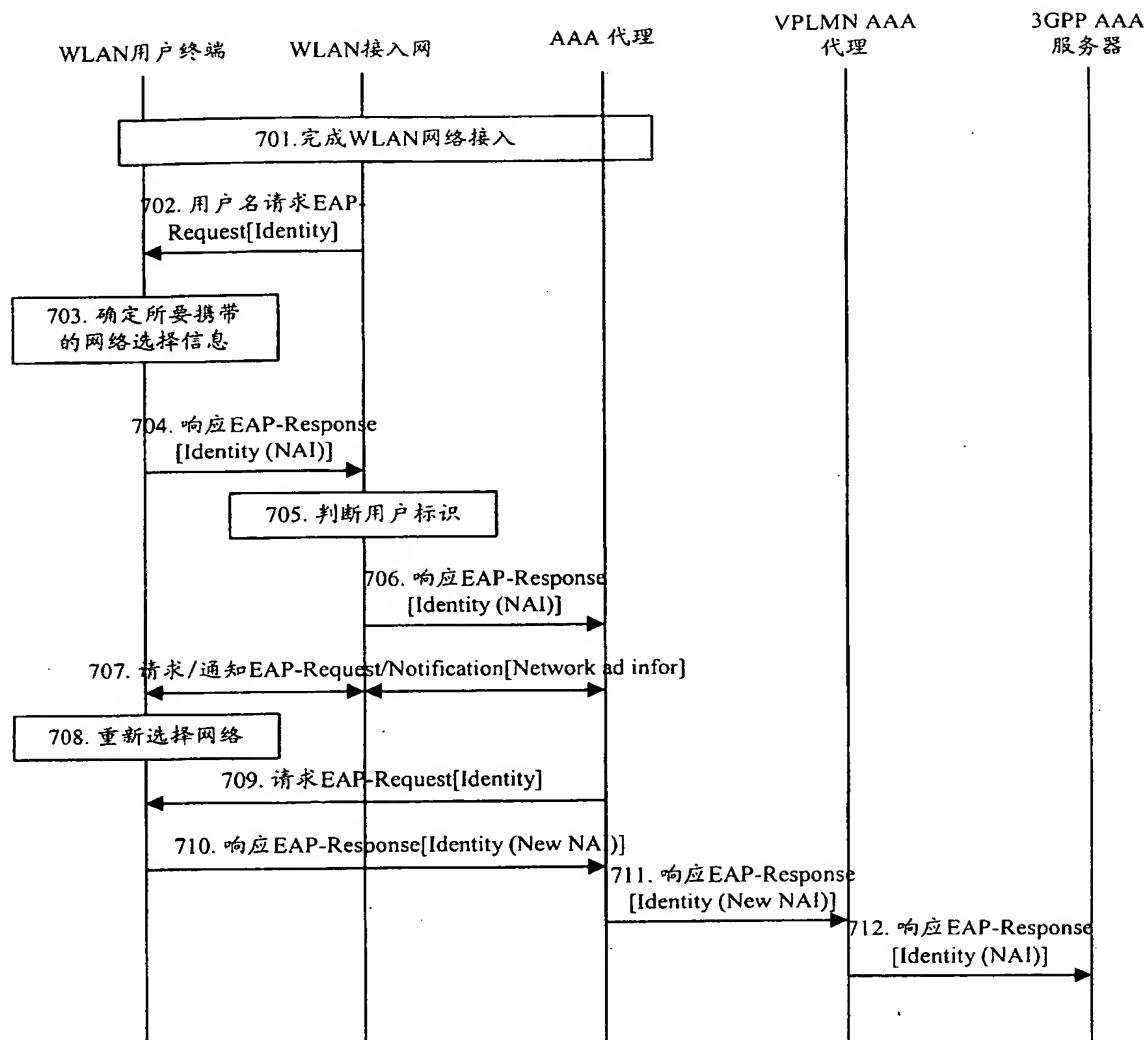 WLAN用户终端
WLAN接入网
AAA 代理
VPLMN AAA
代理
3GPP AAA
服务器
701.完成WLAN网络接入
702. 用户名请求EAP-
Request[Identity]
703. 确定所要携带
的网络选择信息
704. 响应EAP-Response
[Identity (NAI)]
705. 判断用户标识
706. 响应EAP-Response
[Identity (NAI)]
707. 请求/通知EAP-Request/Notification[Network ad infor]
708. 重新选择网络
709. 请求EAP-Request[Identity]
710. 响应EAP-Response[Identity (New NAI)]
711. 响应EAP-Response
[Identity (New NAI)]
712. 响应EAP-Response
[Identity (NAI)]